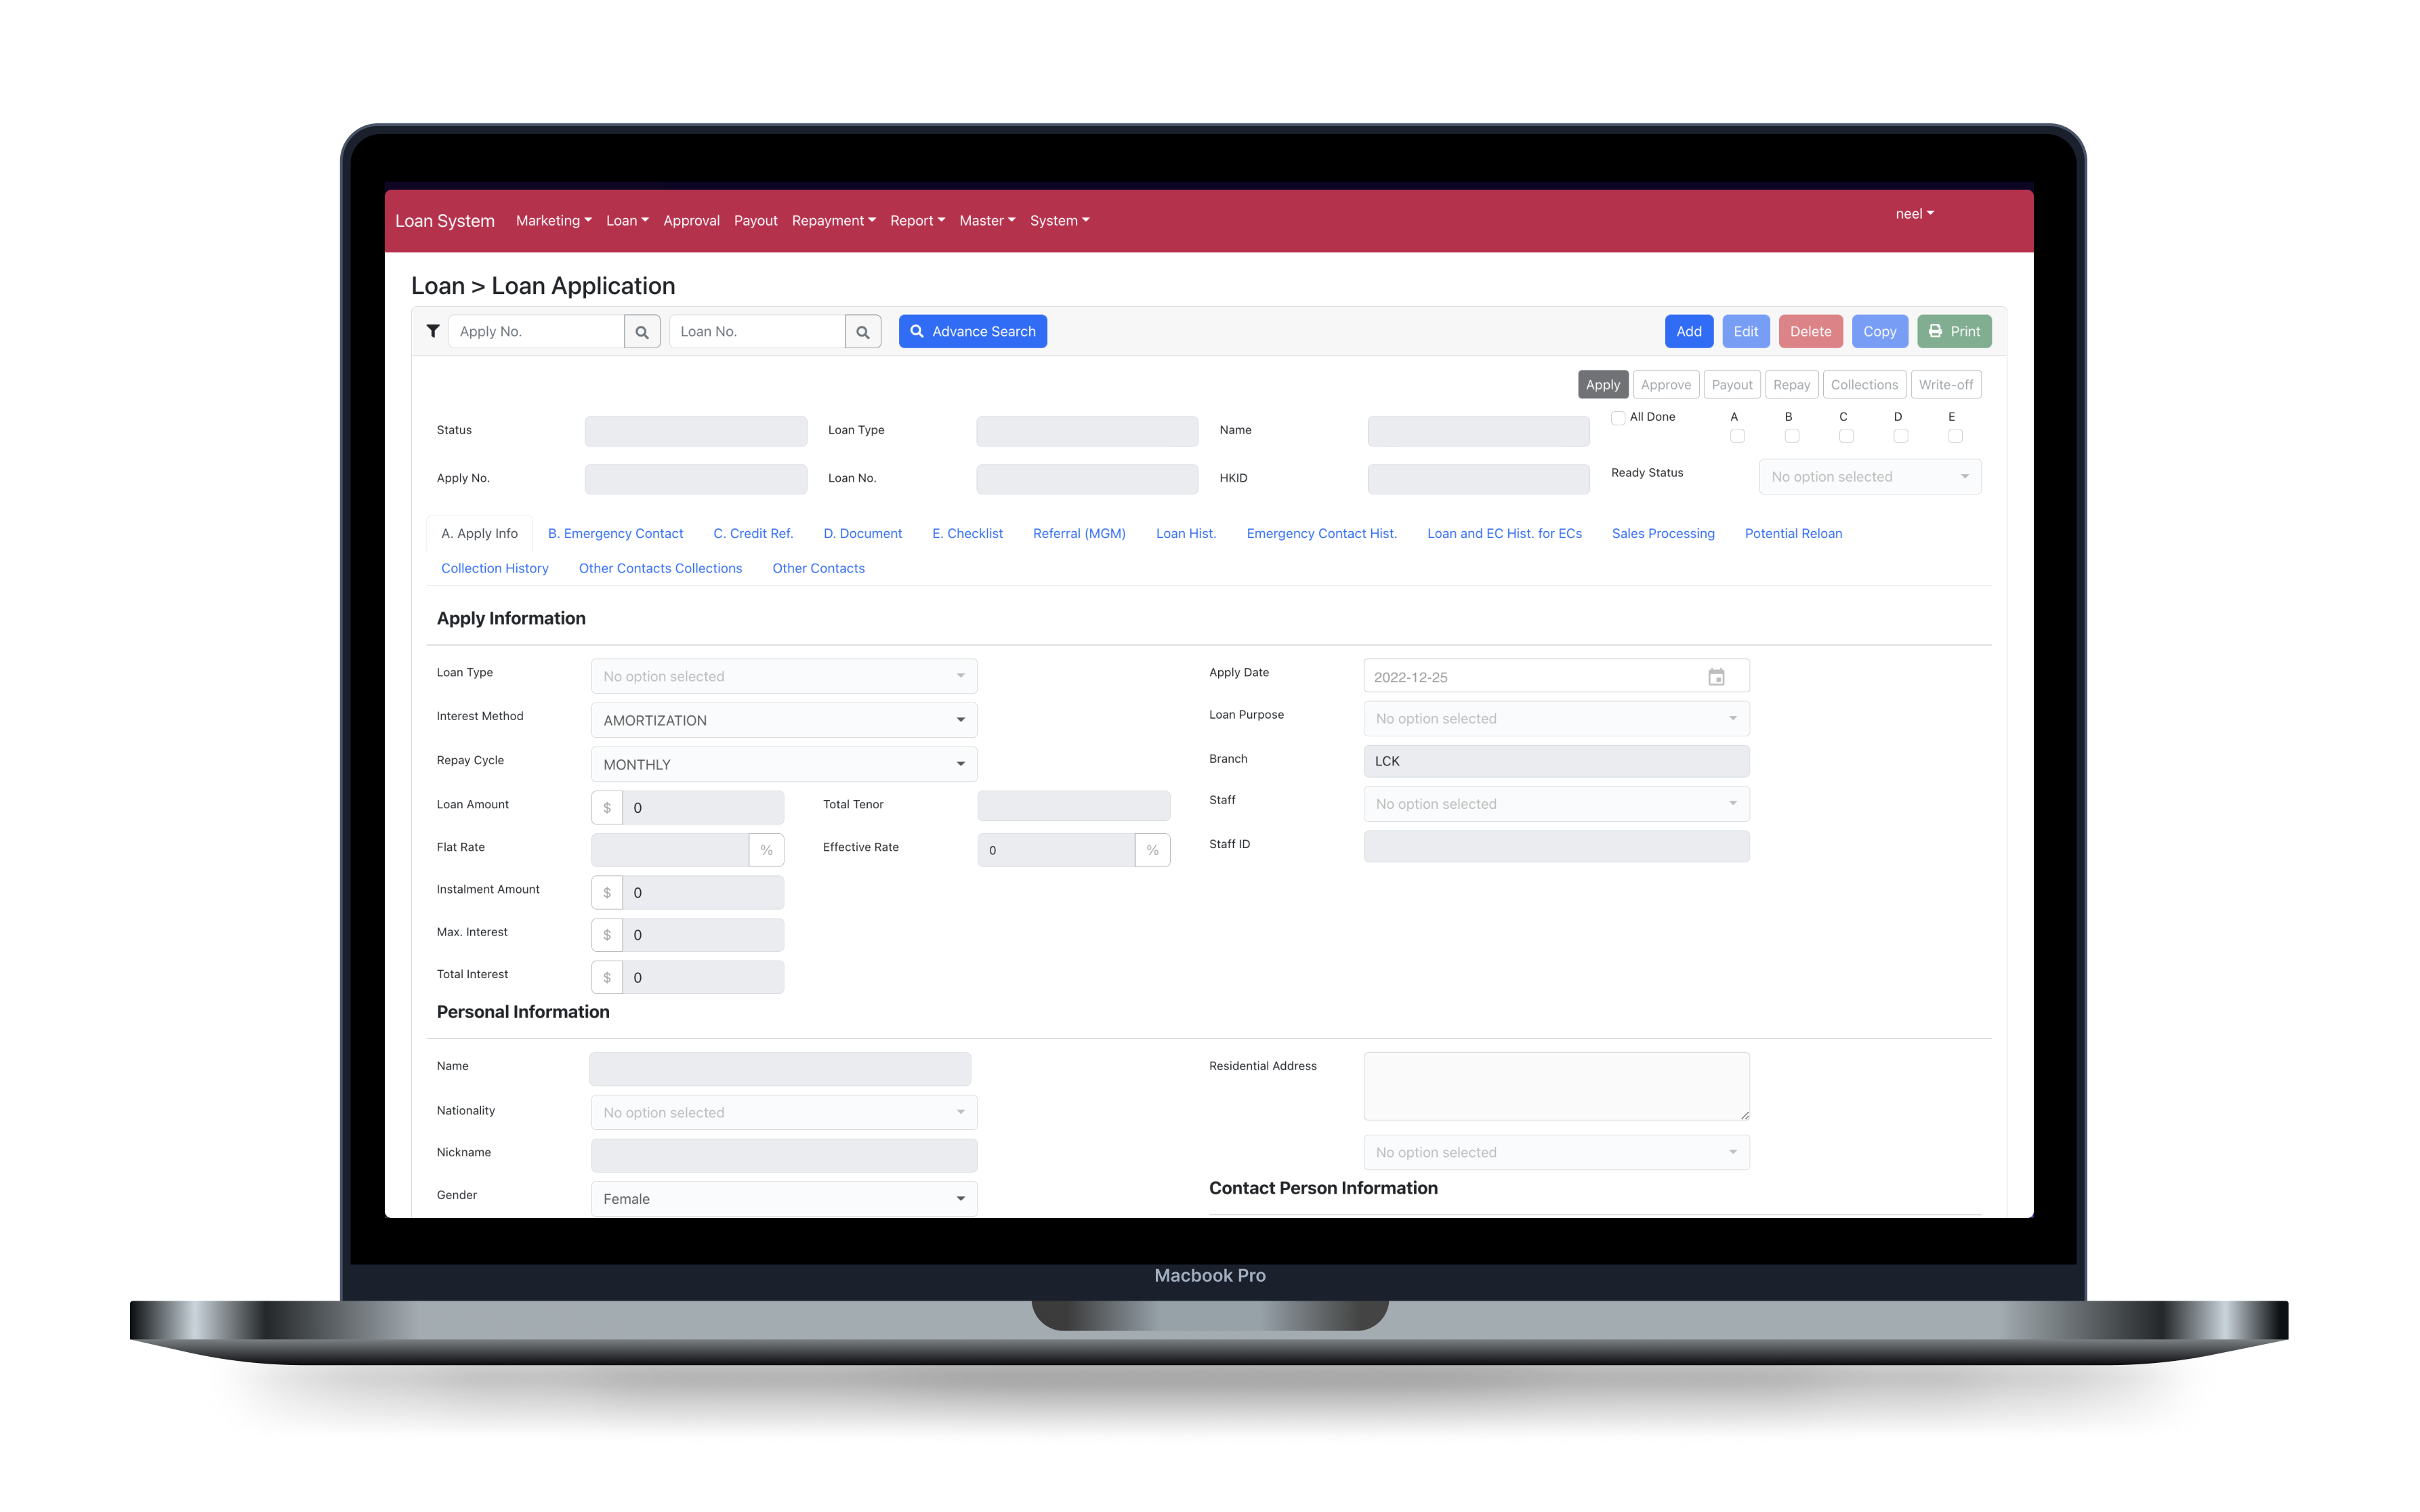 Loan System Marketing Loan Approval Payout Repayment Report Master System neel
Loan > Loan Application
Apply No. Loan No. Advance Search Add Edit Delete Copy Print
Apply Approve Payout Repay Collections Write-off
Status Loan Type Name All Done A B C D E
Apply No. Loan No. HKID Ready Status No option selected
A. Apply Info B. Emergency Contact C. Credit Ref. D. Document E. Checklist Referral (MGM) Loan Hist. Emergency Contact Hist. Loan and EC Hist. for ECs Sales Processing Potential Reloan
Collection History Other Contacts Collections Other Contacts
Apply Information
Loan Type No option selected Apply Date 2022-12-25
Interest Method AMORTIZATION Loan Purpose No option selected
Repay Cycle MONTHLY Branch LCK
Loan Amount $ 0 Total Tenor Staff No option selected
Flat Rate % Effective Rate 0 % Staff ID
Instalment Amount $ 0
Max. Interest $ 0
Total Interest $ 0
Personal Information
Name Residential Address
Nationality No option selected
Nickname No option selected
Gender Female Contact Person Information
Macbook Pro